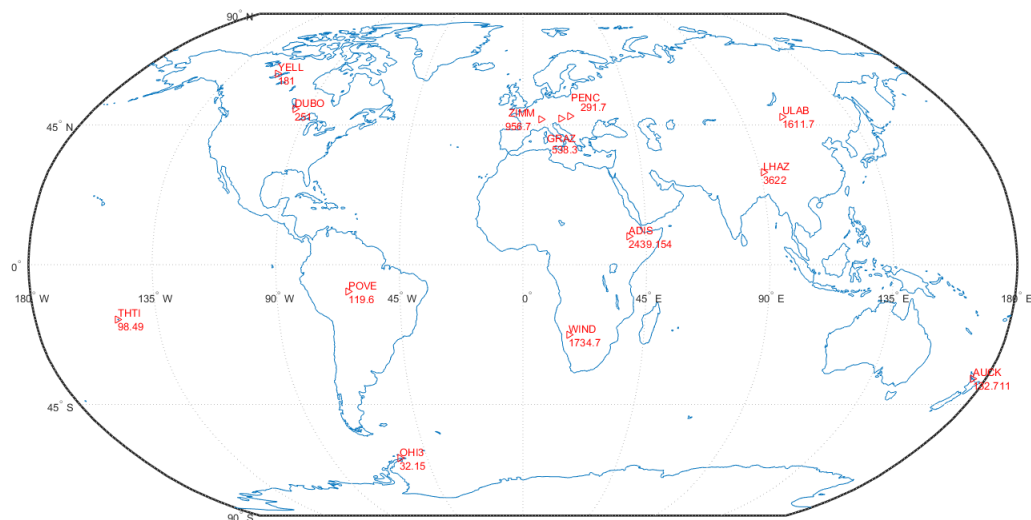 90° N
YELL
181
DUBO
251
PENC
291.7
ZIMM
956.7
ULAB
1611.7
45° N
GRAZ
538.3
LHAZ
3622
ADIS
2439.154
0°
180° W
135° W
90° W
45° W
0° E
45° E
90° E
135° E
180° E
POVE
119.6
THTI
98.49
WIND
1734.7
AUCK
132.711
45° S
OHI3
32.15
90° S